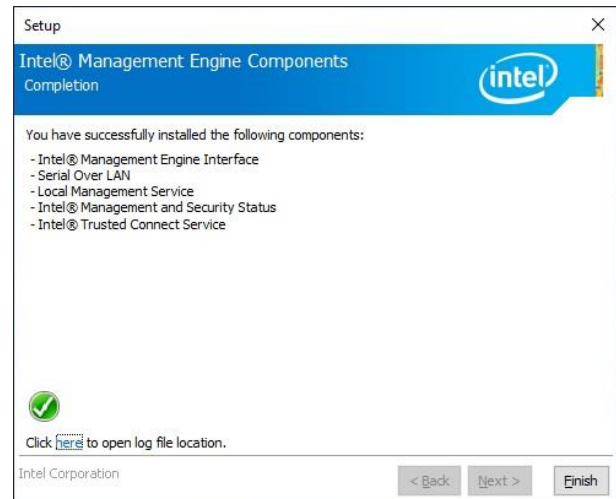 Setup
Intel® Management Engine Components
Completion
intel
You have successfully installed the following components:
- Intel® Management Engine Interface
- Serial Over LAN
- Local Management Service
- Intel® Management and Security Status
- Intel® Trusted Connect Service
Click here to open log file location.
Intel Corporation
< Back Next > Finish